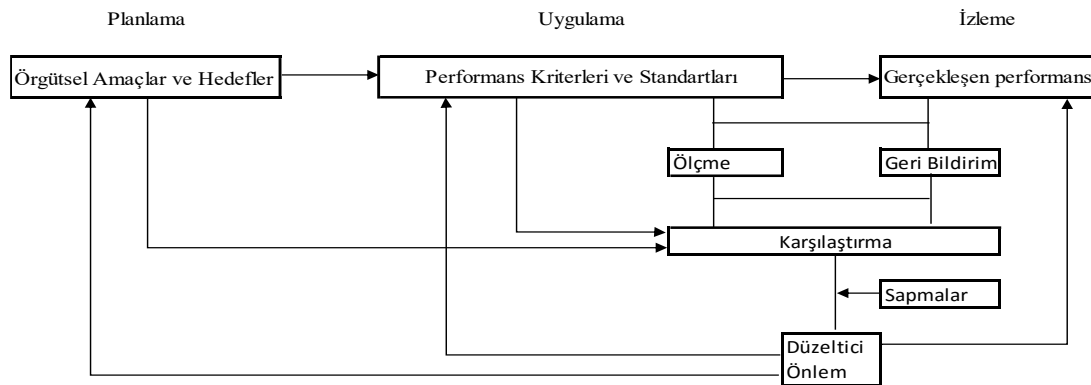 Planlama
Uygulama
İzleme
Örgütsel Amaçlar ve Hedefler
Performans Kriterleri ve Standartları
Gerçekleşen performans
Ölçme
Geri Bildirim
Karşılaştırma
Sapmalar
Düzeltici
Önlem